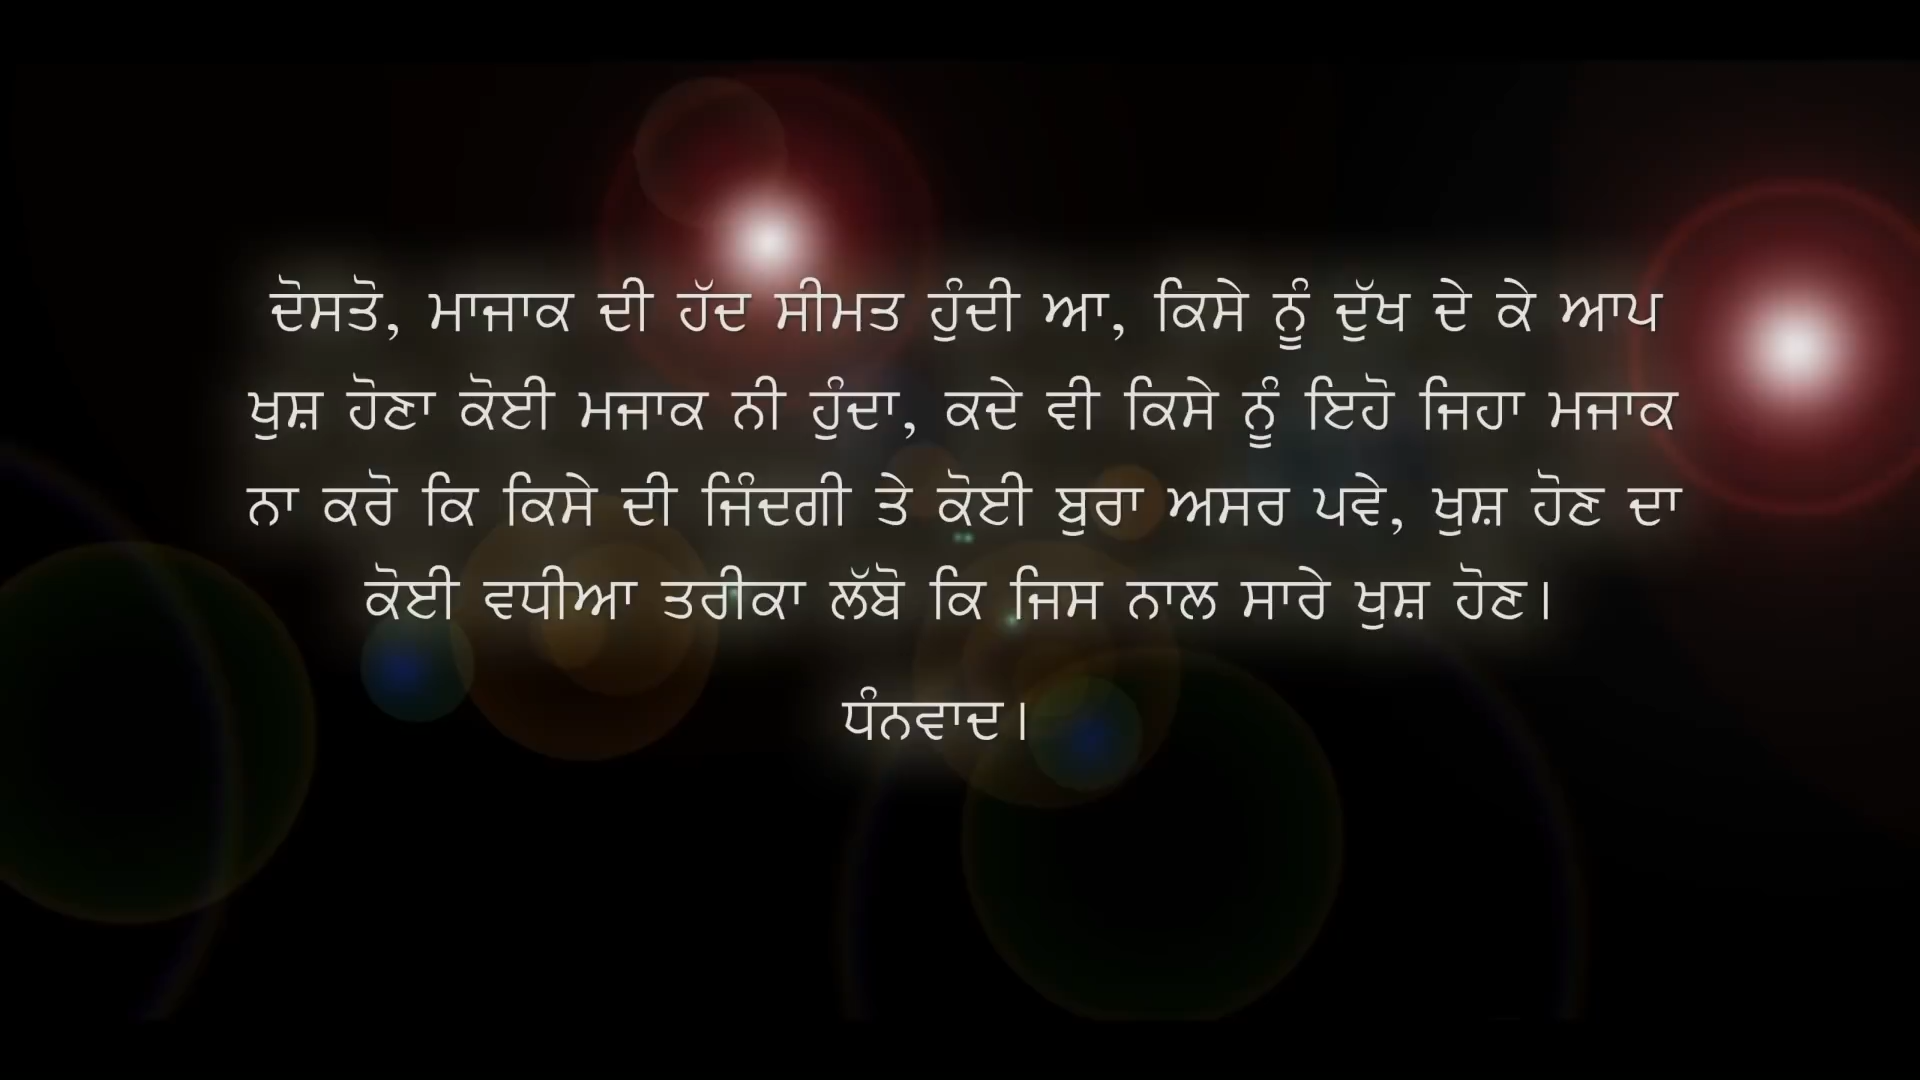 ਦੋਸਤੋ, ਮਾਜਾਕ ਦੀ ਹੱਦ ਸੀਮਤ ਹੁੰਦੀ ਆ, ਕਿਸੇ ਨੂੰ ਦੁੱਖ ਦੇ ਕੇ ਆਪ
ਖੁਸ਼ ਹੋਣਾ ਕੋਈ ਮਜਾਕ ਨੀ ਹੁੰਦਾ, ਕਦੇ ਵੀ ਕਿਸੇ ਨੂੰ ਇਹੋ ਜਿਹਾ ਮਜਾਕ
ਨਾ ਕਰੋ ਕਿ ਕਿਸੇ ਦੀ ਜਿੰਦਗੀ ਤੇ ਕੋਈ ਬੁਰਾ ਅਸਰ ਪਵੇ, ਖੁਸ਼ ਹੋਣ ਦਾ
ਕੋਈ ਵਧੀਆ ਤਰੀਕਾ ਲੱਬੋ ਕਿ ਜਿਸ ਨਾਲ ਸਾਰੇ ਖੁਸ਼ ਹੋਣ।
ਧੰਨਵਾਦ।